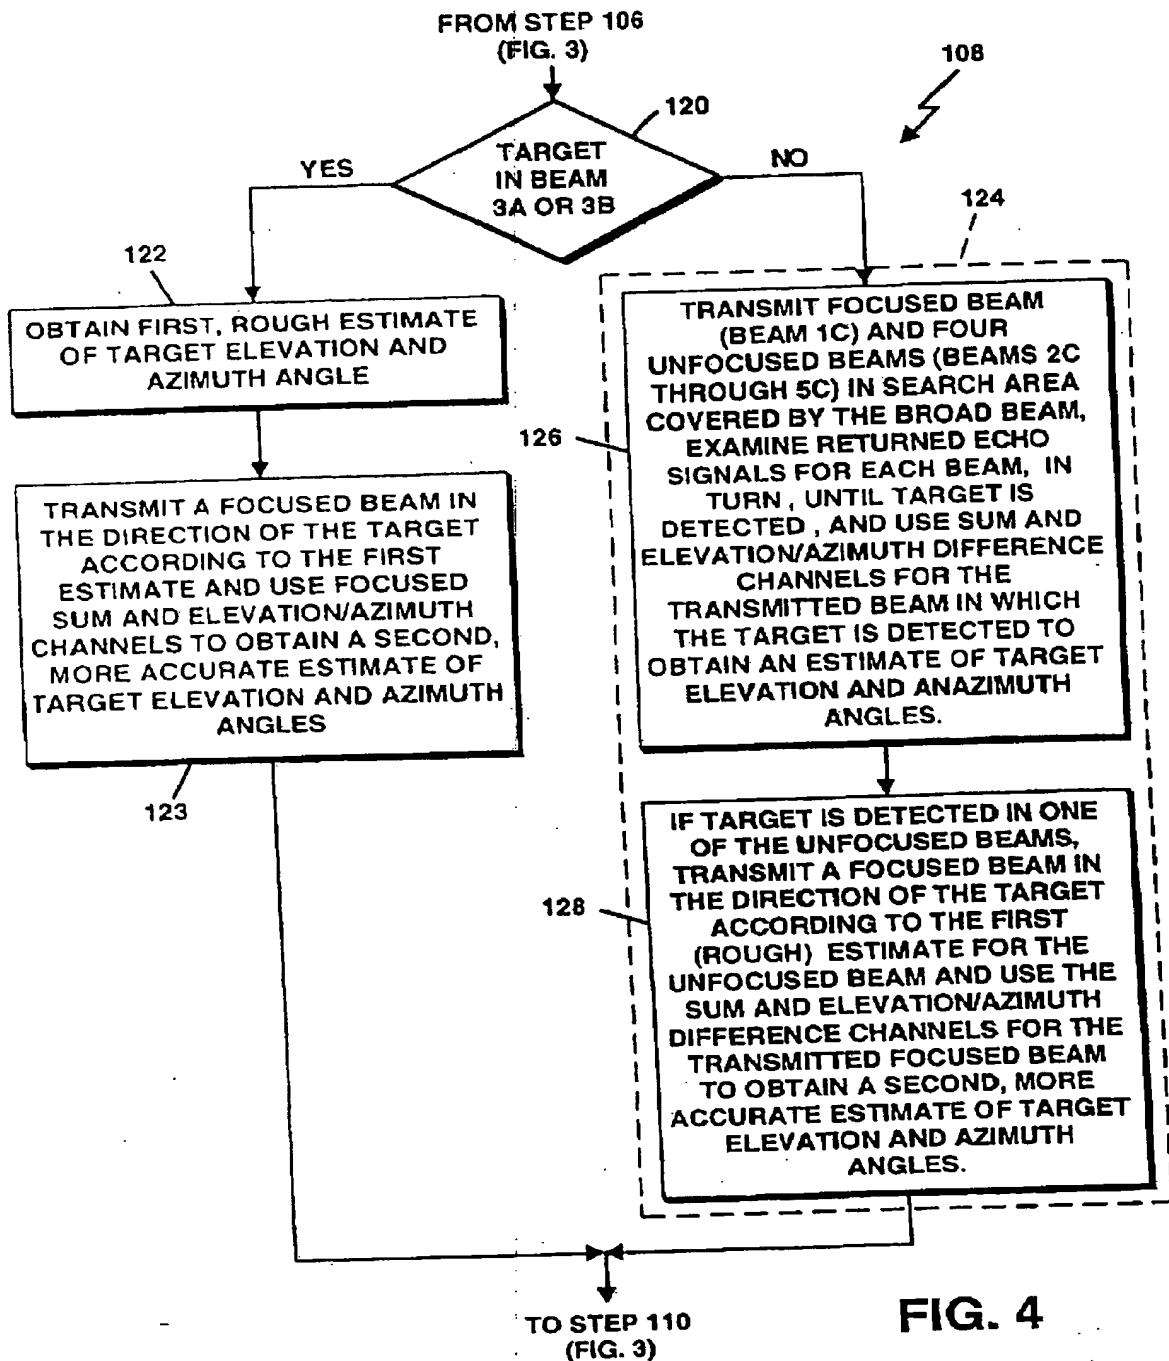 FROM STEP 106
(FIG. 3)
108
120
TARGET
IN BEAM
3A OR 3B
YES
NO
124
122
OBTAIN FIRST, ROUGH ESTIMATE
OF TARGET ELEVATION AND
AZIMUTH ANGLE
TRANSMIT A FOCUSED BEAM IN
THE DIRECTION OF THE TARGET
ACCORDING TO THE FIRST
ESTIMATE AND USE FOCUSED
SUM AND ELEVATION/AZIMUTH
CHANNELS TO OBTAIN A SECOND,
MORE ACCURATE ESTIMATE OF
TARGET ELEVATION AND AZIMUTH
ANGLES
123
126
TRANSMIT FOCUSED BEAM
(BEAM 1C) AND FOUR
UNFOCUSED BEAMS (BEAMS 2C
THROUGH 5C) IN SEARCH AREA
COVERED BY THE BROAD BEAM,
EXAMINE RETURNED ECHO
SIGNALS FOR EACH BEAM, IN
TURN , UNTIL TARGET IS
DETECTED , AND USE SUM AND
ELEVATION/AZIMUTH DIFFERENCE
CHANNELS FOR THE
TRANSMITTED BEAM IN WHICH
THE TARGET IS DETECTED TO
OBTAIN AN ESTIMATE OF TARGET
ELEVATION AND ANAZIMUTH
ANGLES.
128
IF TARGET IS DETECTED IN ONE
OF THE UNFOCUSED BEAMS,
TRANSMIT A FOCUSED BEAM IN
THE DIRECTION OF THE TARGET
ACCORDING TO THE FIRST
(ROUGH) ESTIMATE FOR THE
UNFOCUSED BEAM AND USE THE
SUM AND ELEVATION/AZIMUTH
DIFFERENCE CHANNELS FOR THE
TRANSMITTED FOCUSED BEAM
TO OBTAIN A SECOND, MORE
ACCURATE ESTIMATE OF TARGET
ELEVATION AND AZIMUTH
ANGLES.
TO STEP 110
(FIG. 3)
FIG. 4